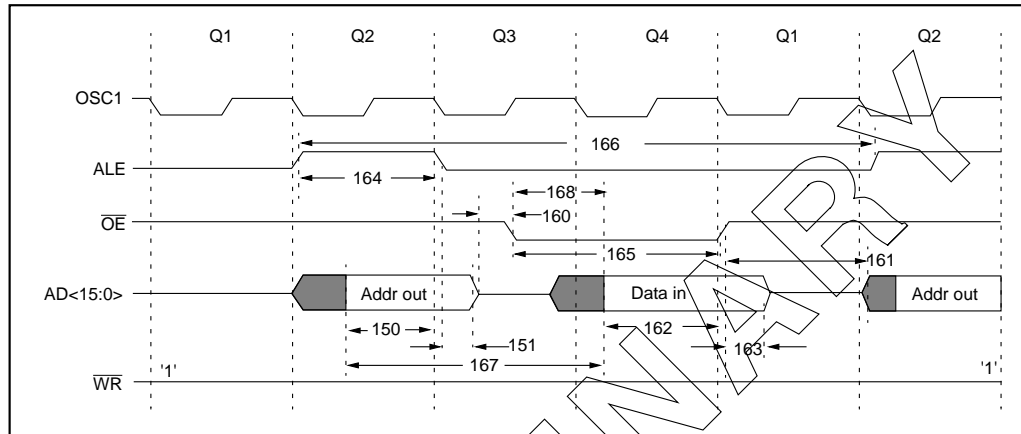 Q1 Q2 Q3 Q4 Q1 Q2
OSC1
166
ALE
164
168
160
OE
165
161
AD<15:0> Addr out Data in Addr out
150 162
151 163
167
WR '1' '1'
INARY